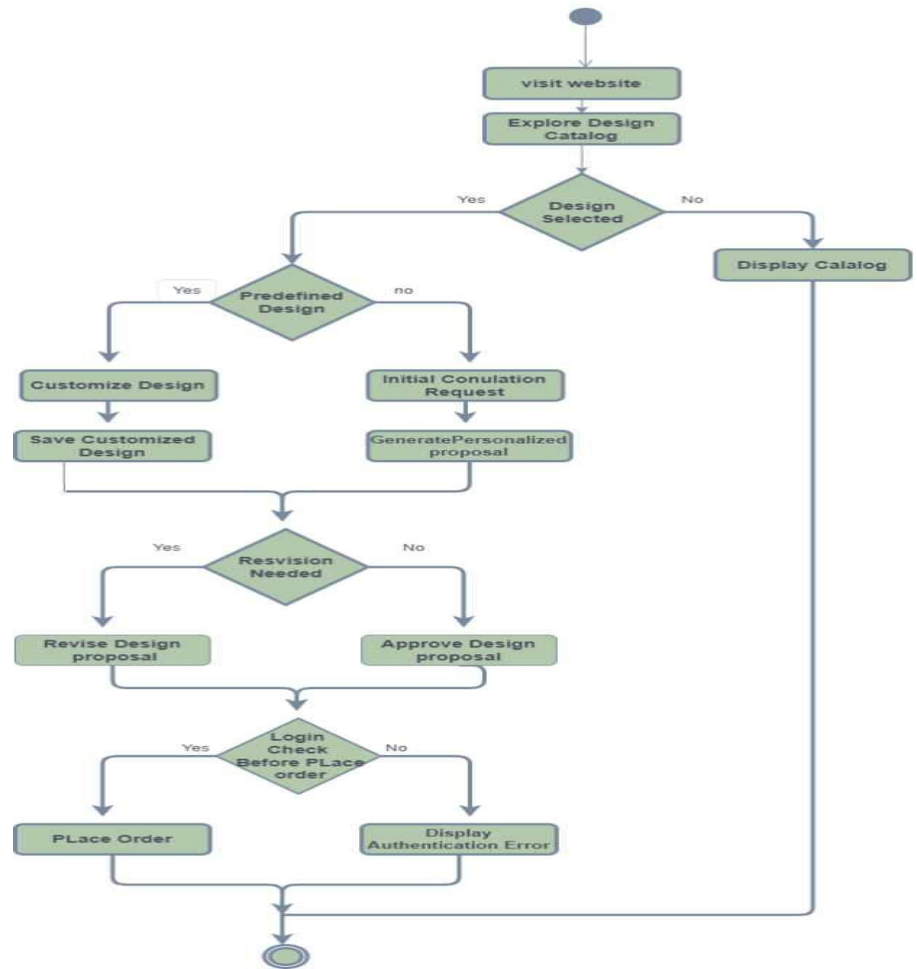 visit website
Explore Design
Catalog
Yes
Design
Selected
No
Display Calalog
Yes
Predefined
Design
no
Customize Design
Initial Conulation
Request
Save Customized
Design
GeneratePersonalized
proposal
Yes
Resvision
Needed
No
Revise Design
proposal
Approve Design
proposal
Yes
Login
Check
Before PLace
order
No
PLace Order
Display
Authentication Error